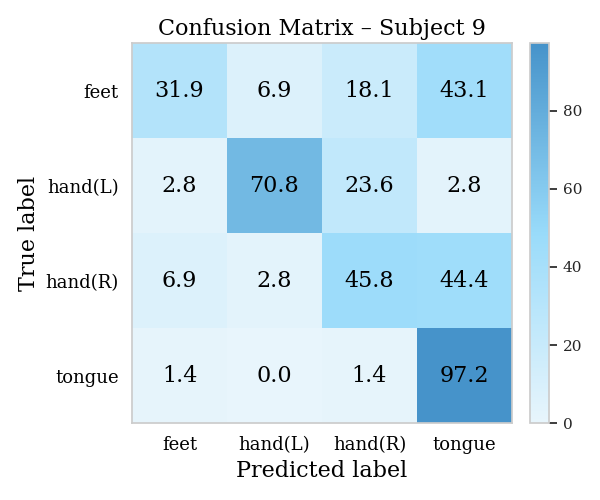 Confusion Matrix – Subject 9
True label
feet 31.9 6.9 18.1 43.1
hand(L) 2.8 70.8 23.6 2.8
hand(R) 6.9 2.8 45.8 44.4
tongue 1.4 0.0 1.4 97.2
feet hand(L) hand(R) tongue
Predicted label
80
60
40
20
0